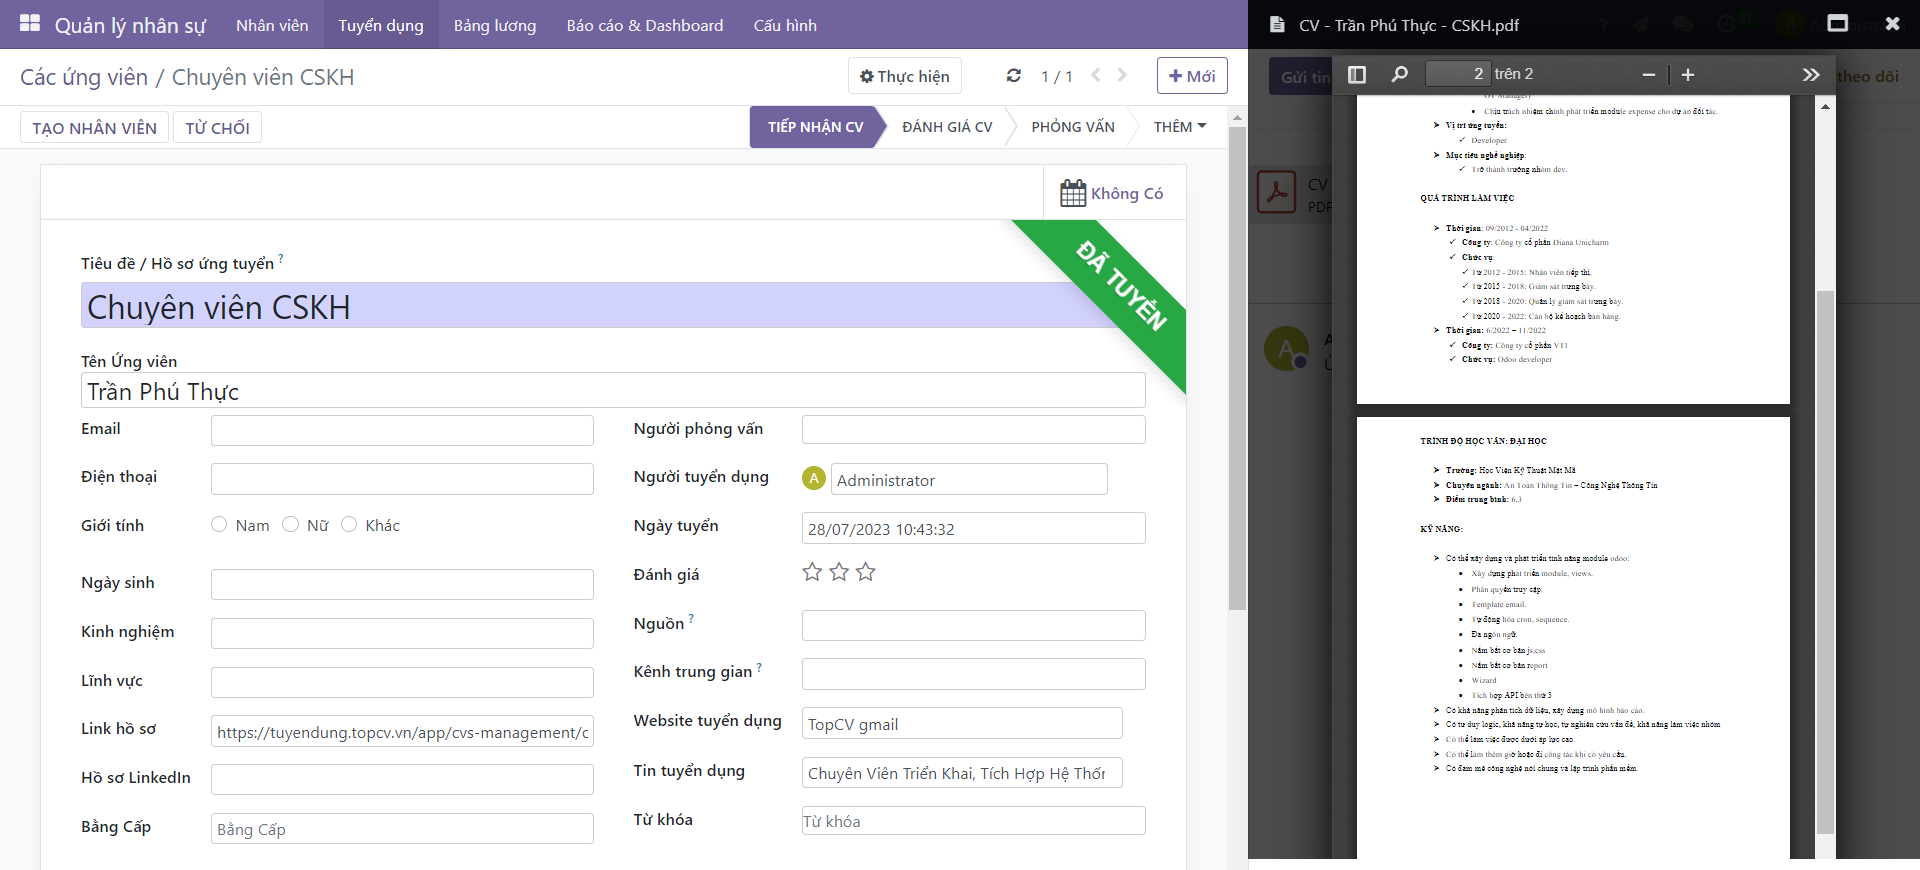 Quản lý nhân sự
Nhân viên
Tuyển dụng
Bảng lương
Báo cáo & Dashboard
Cấu hình
Các ứng viên / Chuyên viên CSKH
Thực hiện
1 / 1
Mới
TẠO NHÂN VIÊN
TỪ CHỐI
TIẾP NHẬN CV
ĐÁNH GIÁ CV
PHỎNG VẤN
THÊM
Không Có
ĐÃ TUYỂN
Tiêu đề / Hồ sơ ứng tuyển ?
Chuyên viên CSKH
Tên Ứng viên
Trần Phú Thực
Email
Điện thoại
Giới tính
Nam
Nữ
Khác
Ngày sinh
Kinh nghiệm
Lĩnh vực
Link hồ sơ
https://tuyendung.topcv.vn/app/cvs-management/c
Hồ sơ LinkedIn
Bằng Cấp
Bằng Cấp
Người phỏng vấn
Người tuyển dụng
A
Administrator
Ngày tuyển
28/07/2023 10:43:32
Đánh giá
Nguồn ?
Kênh trung gian ?
Website tuyển dụng
TopCV gmail
Tin tuyển dụng
Chuyên Viên Triển Khai, Tích Hợp Hệ Thốn
Từ khóa
Từ khóa
CV - Trần Phú Thực - CSKH.pdf
21
Gửi tin
theo dõi
CV
PDF
A
2 trên 2
OT Manager)
Chịu trách nhiệm chính phát triển module expense cho dự án đối tác.
Vị trí ứng tuyển:
Developer
Mục tiêu nghề nghiệp:
Trở thành trưởng nhóm dev.
QUÁ TRÌNH LÀM VIỆC
Thời gian: 09/2012 - 04/2022
Công ty: Công ty cổ phần Diana Unicharm
Chức vụ:
Từ 2012 - 2015: Nhân viên tiếp thị.
Từ 2015 - 2018: Giám sát trưng bày.
Từ 2018 - 2020: Quản lý giám sát trưng bày.
Từ 2020 - 2022: Cán bộ kế hoạch bán hàng.
Thời gian: 6/2022 – 11/2022
Công ty: Công ty cổ phần VTI
Chức vụ: Odoo developer
TRÌNH ĐỘ HỌC VẤN: ĐẠI HỌC
Trường: Học Viện Kỹ Thuật Mật Mã
Chuyên ngành: An Toàn Thông Tin – Công Nghệ Thông Tin
Điểm trung bình: 6.3
KỸ NĂNG:
Có thể xây dựng và phát triển tính năng module odoo:
Xây dựng phát triển module, views.
Phân quyền truy cập.
Template email.
Tự động hóa cron, sequence.
Đa ngôn ngữ.
Nắm bắt cơ bản js,css
Nắm bắt cơ bản report
Wizard
Tích hợp API bên thứ 3
Có khả năng phân tích dữ liệu, xây dựng mô hình báo cáo.
Có tư duy logic, khả năng tự học, tự nghiên cứu vấn đề, khả năng làm việc nhóm
Có thể làm việc được dưới áp lực cao.
Có thể làm thêm giờ hoặc đi công tác khi có yêu cầu.
Có đam mê công nghệ nói chung và lập trình phần mềm.